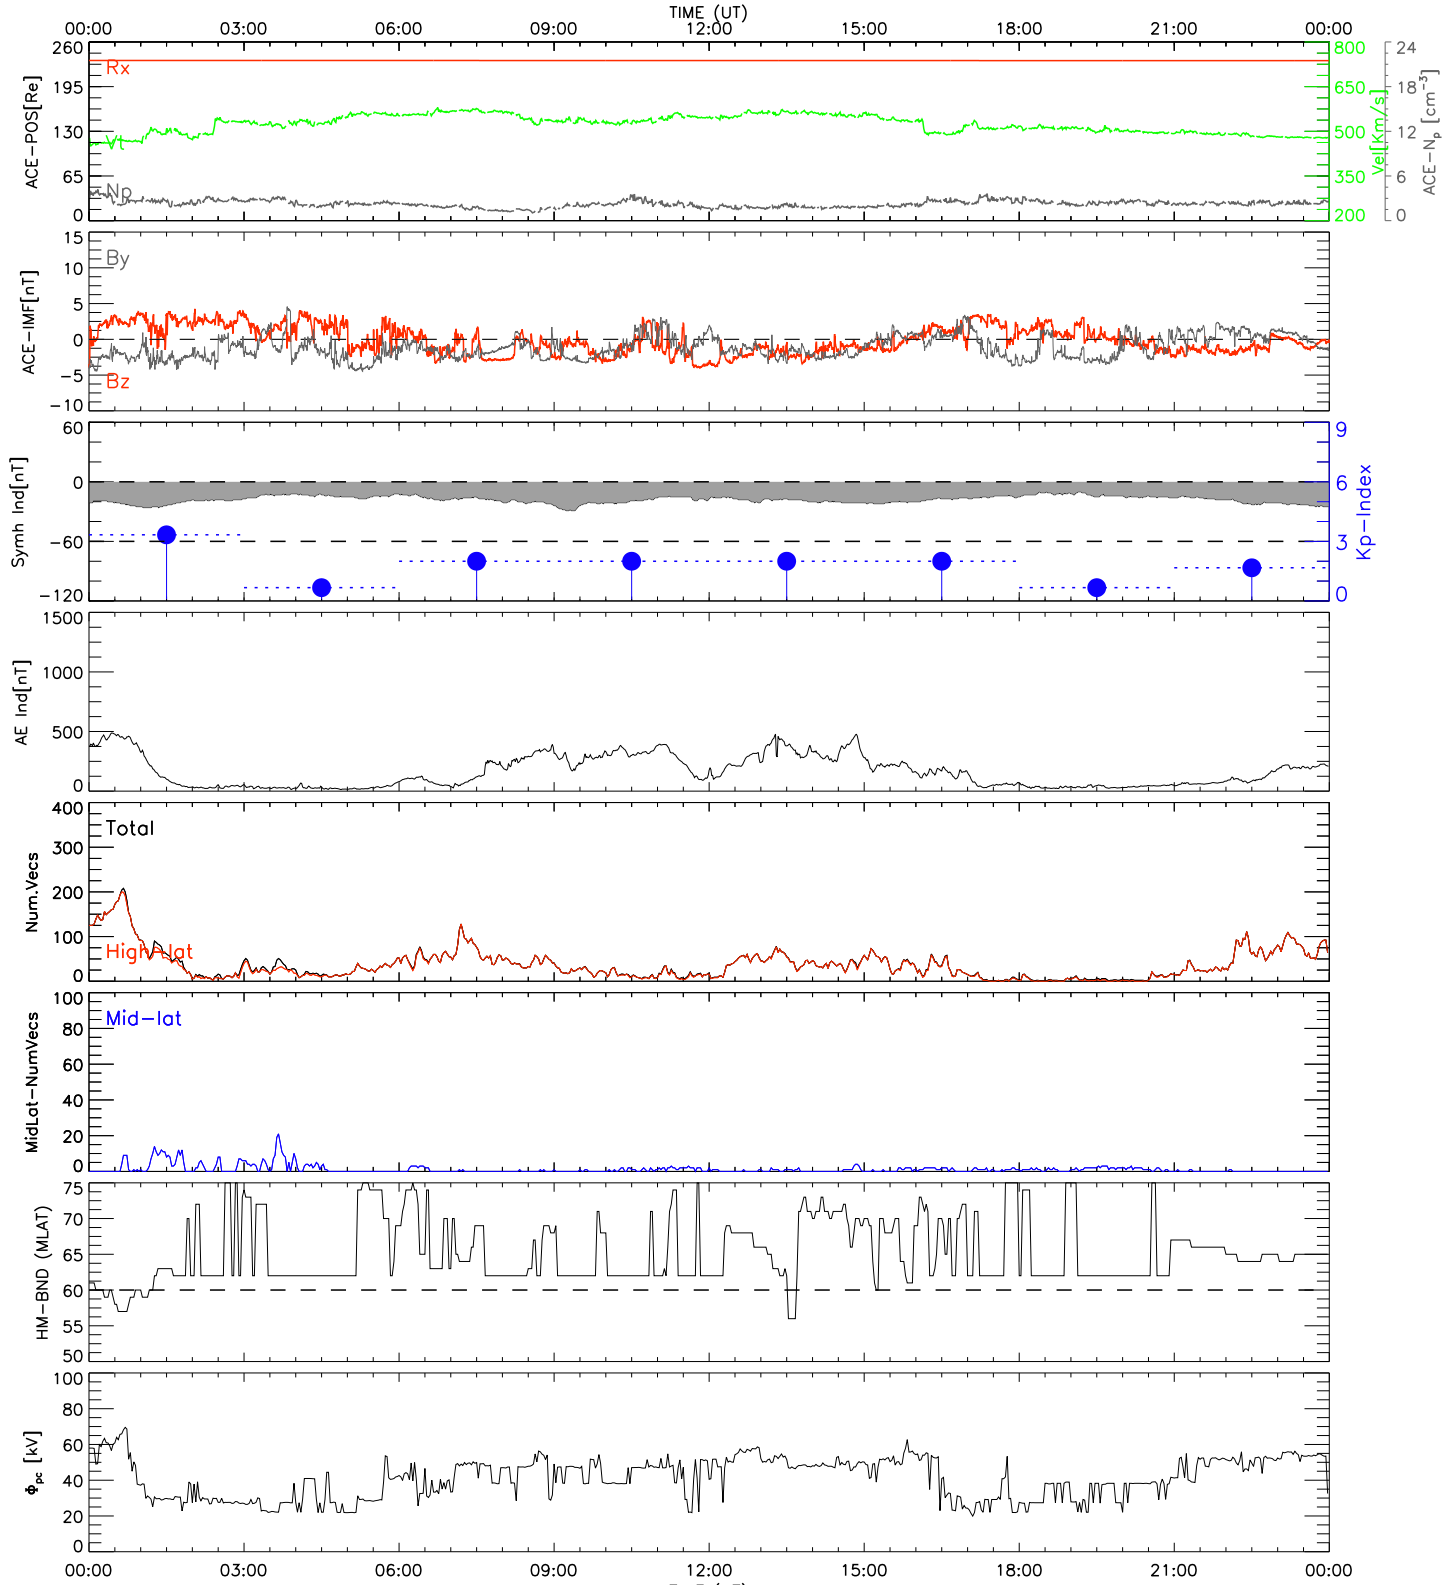 TIME (UT)
00:00 03:00 06:00 09:00 12:00 15:00 18:00 21:00 00:00
ACE-POS[Re]
260
195
130
65
0
Rx
Vt
Np
800
650
500
350
200
Vel[Km/s]
24
18
12
6
0
ACE-Np [cm-3]
ACE-IMF[nT]
15
10
5
0
-5
-10
By
Bz
Symh Ind[nT]
60
0
-60
-120
9
6
3
0
Kp-Index
AE Ind[nT]
1500
1000
500
0
Num.Vecs
400
300
200
100
0
Total
High-lat
MidLat-NumVecs
100
80
60
40
20
0
Mid-lat
HM-BND (MLAT)
75
70
65
60
55
50
Φpc [kV]
100
80
60
40
20
0
00:00 03:00 06:00 09:00 12:00 15:00 18:00 21:00 00:00